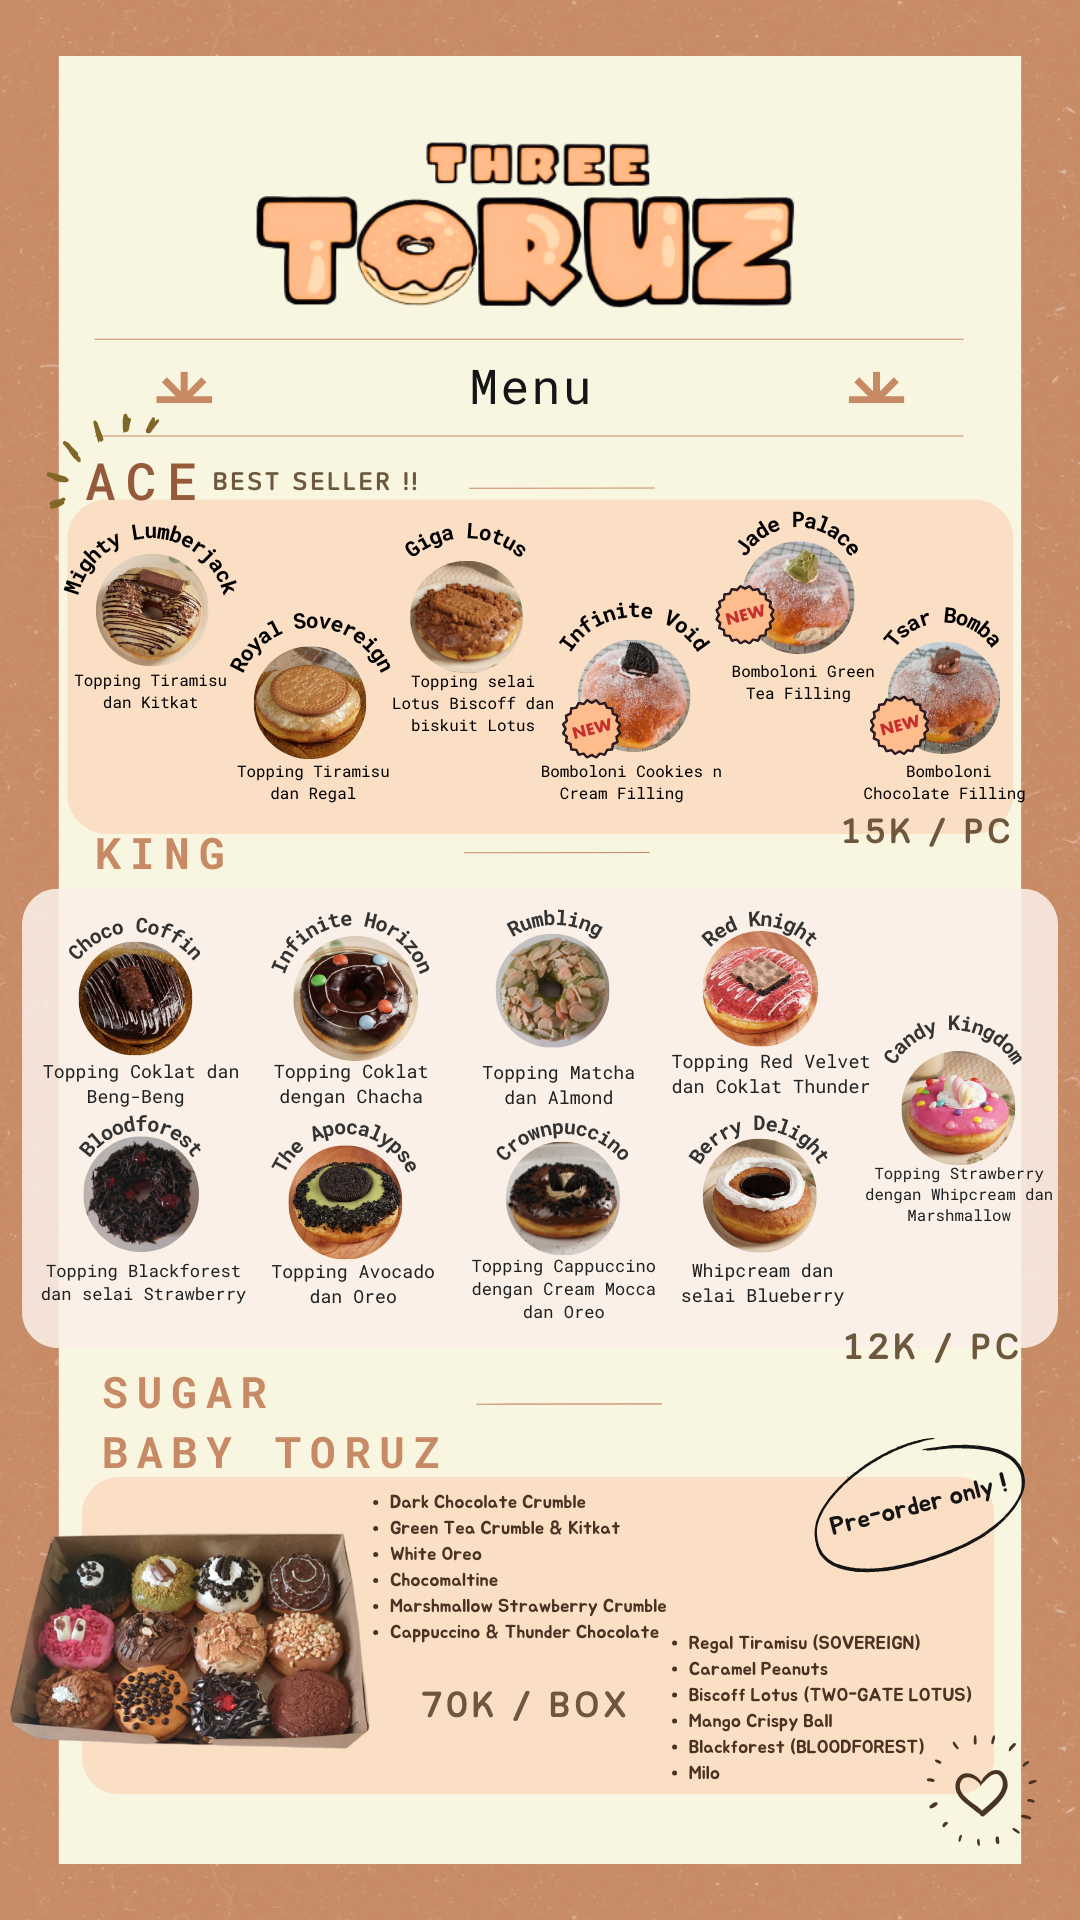 THREE
TORUZ
Menu
ACE BEST SELLER !!
Mighty Lumberjack
Topping Tiramisu
dan Kitkat
Royal Sovereign
Topping Tiramisu
dan Regal
Giga Lotus
Topping selai
Lotus Biscoff dan
biskuit Lotus
Infinite Void
NEW
Bomboloni Cookies n
Cream Filling
Jade Palace
NEW
Bomboloni Green
Tea Filling
Tsar Bomba
NEW
Bomboloni
Chocolate Filling
15K / PC
KING
Choco Coffin
Topping Coklat dan
Beng-Beng
Infinite Horizon
Topping Coklat
dengan Chacha
Rumbling
Topping Matcha
dan Almond
Red Knight
Topping Red Velvet
dan Coklat Thunder
Candy Kingdom
Topping Strawberry
dengan Whipcream dan
Marshmallow
Bloodforest
Topping Blackforest
dan selai Strawberry
The Apocalypse
Topping Avocado
dan Oreo
Crownpuccino
Topping Cappuccino
dengan Cream Mocca
dan Oreo
Berry Delight
Whipcream dan
selai Blueberry
12K / PC
SUGAR
BABY TORUZ
Pre-order only !
• Dark Chocolate Crumble
• Green Tea Crumble & Kitkat
• White Oreo
• Chocomaltine
• Marshmallow Strawberry Crumble
• Cappuccino & Thunder Chocolate
• Regal Tiramisu (SOVEREIGN)
• Caramel Peanuts
• Biscoff Lotus (TWO-GATE LOTUS)
• Mango Crispy Ball
• Blackforest (BLOODFOREST)
• Milo
70K / BOX